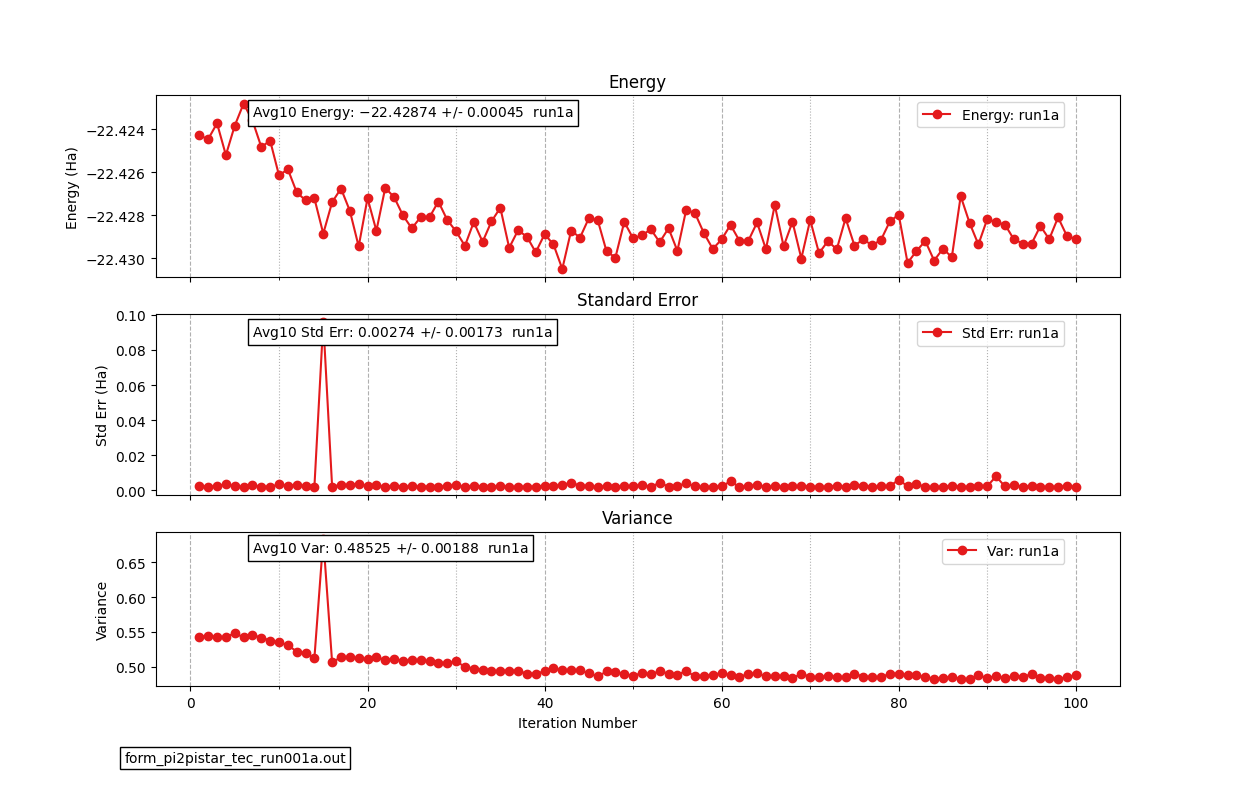 Energy
Avg10 Energy: −22.42874 +/- 0.00045 run1a
Energy: run1a
Energy (Ha)
−22.424
−22.426
−22.428
−22.430
Standard Error
Avg10 Std Err: 0.00274 +/- 0.00173 run1a
Std Err: run1a
Std Err (Ha)
0.10
0.08
0.06
0.04
0.02
0.00
Variance
Avg10 Var: 0.48525 +/- 0.00188 run1a
Var: run1a
Variance
0.65
0.60
0.55
0.50
0 20 40 60 80 100
Iteration Number
form_pi2pistar_tec_run001a.out